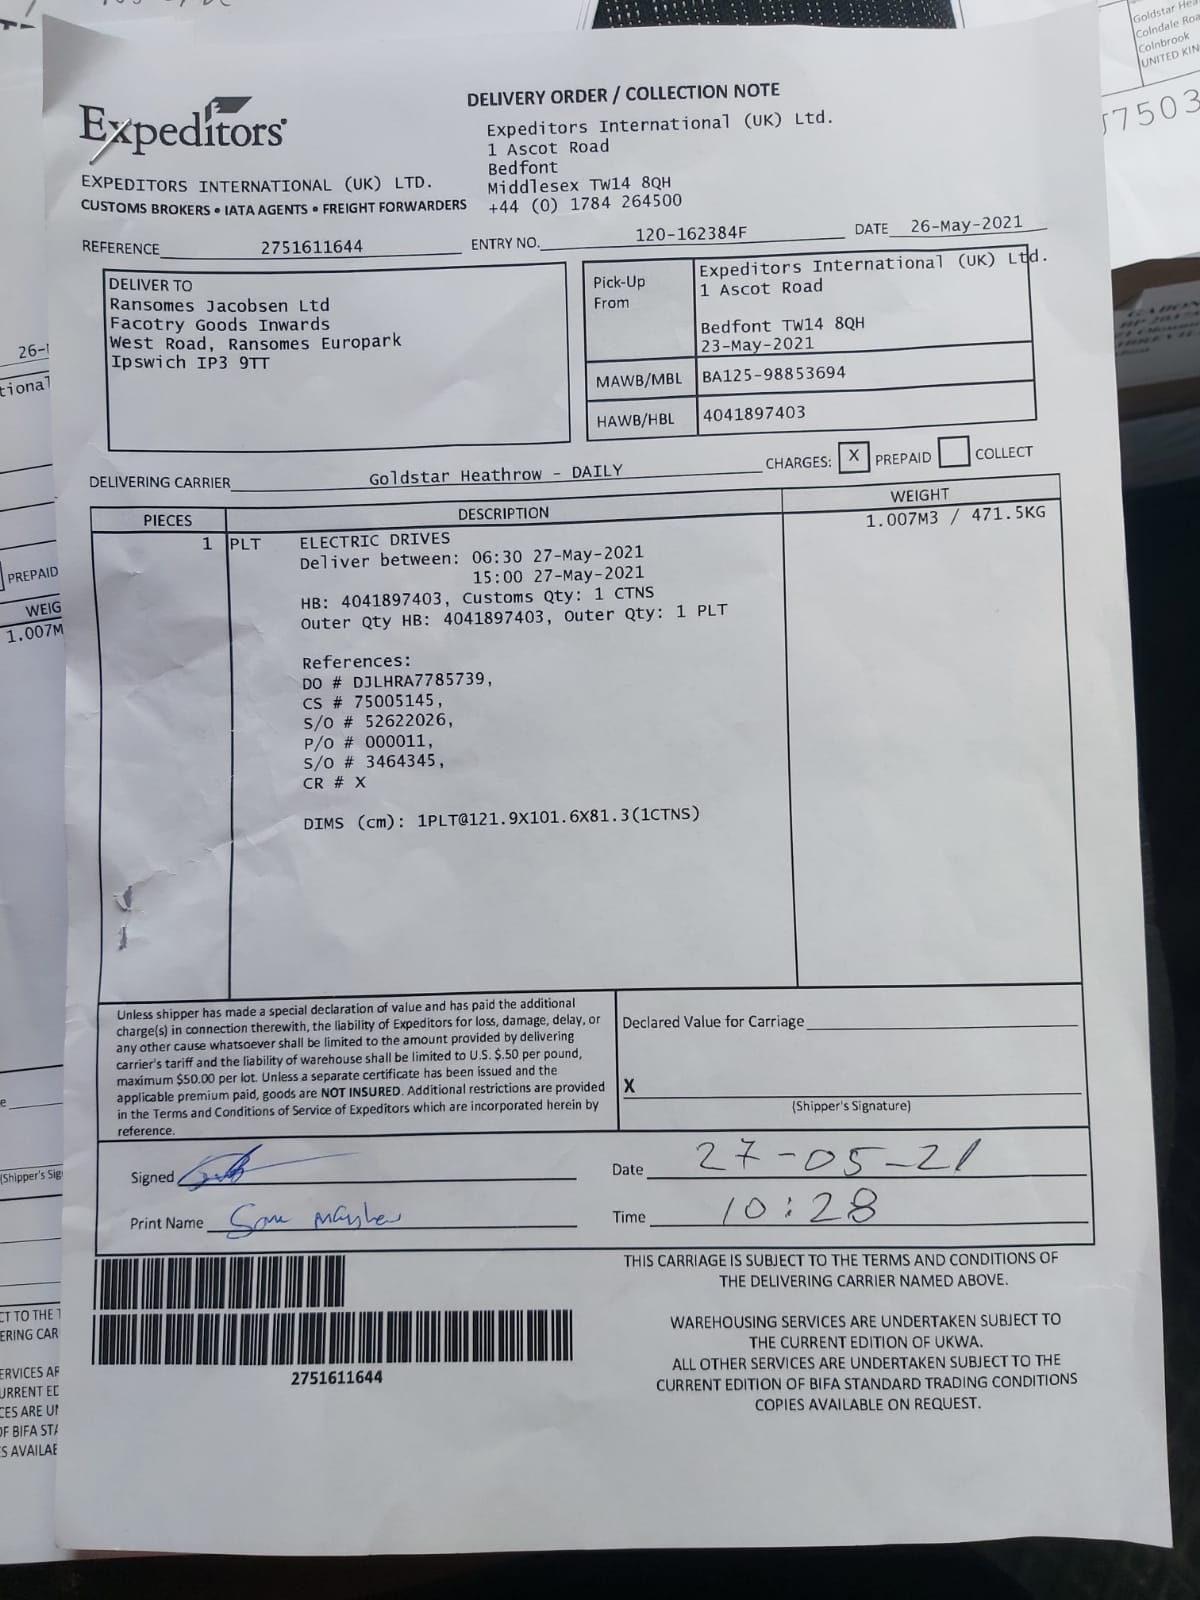 Goldstar Hea
Colndale Roa
Colnbrook
UNITED KIN
7503
DELIVERY ORDER / COLLECTION NOTE
Expeditors
Expeditors International (UK) Ltd.
1 Ascot Road
Bedfont
Middlesex TW14 8QH
+44 (0) 1784 264500
EXPEDITORS INTERNATIONAL (UK) LTD.
CUSTOMS BROKERS • IATA AGENTS • FREIGHT FORWARDERS
REFERENCE 2751611644 ENTRY NO. 120-162384F DATE 26-May-2021
DELIVER TO
Ransomes Jacobsen Ltd
Facotry Goods Inwards
West Road, Ransomes Europark
Ipswich IP3 9TT
Pick-Up
From
Expeditors International (UK) Ltd.
1 Ascot Road
Bedfont TW14 8QH
23-May-2021
MAWB/MBL BA125-98853694
HAWB/HBL 4041897403
DELIVERING CARRIER Goldstar Heathrow - DAILY CHARGES: X PREPAID COLLECT
PIECES DESCRIPTION WEIGHT
1 PLT ELECTRIC DRIVES 1.007M3 / 471.5KG
Deliver between: 06:30 27-May-2021
15:00 27-May-2021
HB: 4041897403, Customs Qty: 1 CTNS
Outer Qty HB: 4041897403, Outer Qty: 1 PLT
References:
DO # DJLHRA7785739,
CS # 75005145,
S/O # 52622026,
P/O # 000011,
S/O # 3464345,
CR # X
DIMS (cm): 1PLT@121.9X101.6X81.3(1CTNS)
Unless shipper has made a special declaration of value and has paid the additional
charge(s) in connection therewith, the liability of Expeditors for loss, damage, delay, or
any other cause whatsoever shall be limited to the amount provided by delivering
carrier's tariff and the liability of warehouse shall be limited to U.S. $.50 per pound,
maximum $50.00 per lot. Unless a separate certificate has been issued and the
applicable premium paid, goods are NOT INSURED. Additional restrictions are provided
in the Terms and Conditions of Service of Expeditors which are incorporated herein by
reference.
Declared Value for Carriage
X
(Shipper's Signature)
Signed
Date 27-05-21
Print Name
Time 10:28
THIS CARRIAGE IS SUBJECT TO THE TERMS AND CONDITIONS OF
THE DELIVERING CARRIER NAMED ABOVE.
WAREHOUSING SERVICES ARE UNDERTAKEN SUBJECT TO
THE CURRENT EDITION OF UKWA.
ALL OTHER SERVICES ARE UNDERTAKEN SUBJECT TO THE
CURRENT EDITION OF BIFA STANDARD TRADING CONDITIONS
COPIES AVAILABLE ON REQUEST.
2751611644
26-
tional
PREPAID
WEIG
1.007M
(Shipper's Sig
CT TO THE
ERING CAR
ERVICES AR
URRENT ED
CES ARE UN
OF BIFA STA
S AVAILAB